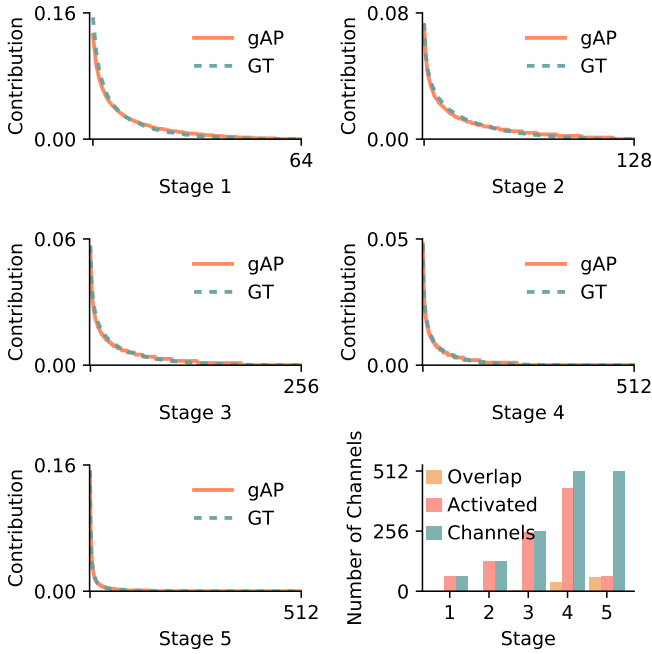 0.16
Contribution
gAP
GT
0.00
64
Stage 1
0.08
Contribution
gAP
GT
0.00
128
Stage 2
0.06
Contribution
gAP
GT
0.00
256
Stage 3
0.05
Contribution
gAP
GT
0.00
512
Stage 4
0.16
Contribution
gAP
GT
0.00
512
Stage 5
Number of Channels
512
256
0
Overlap
Activated
Channels
1 2 3 4 5
Stage